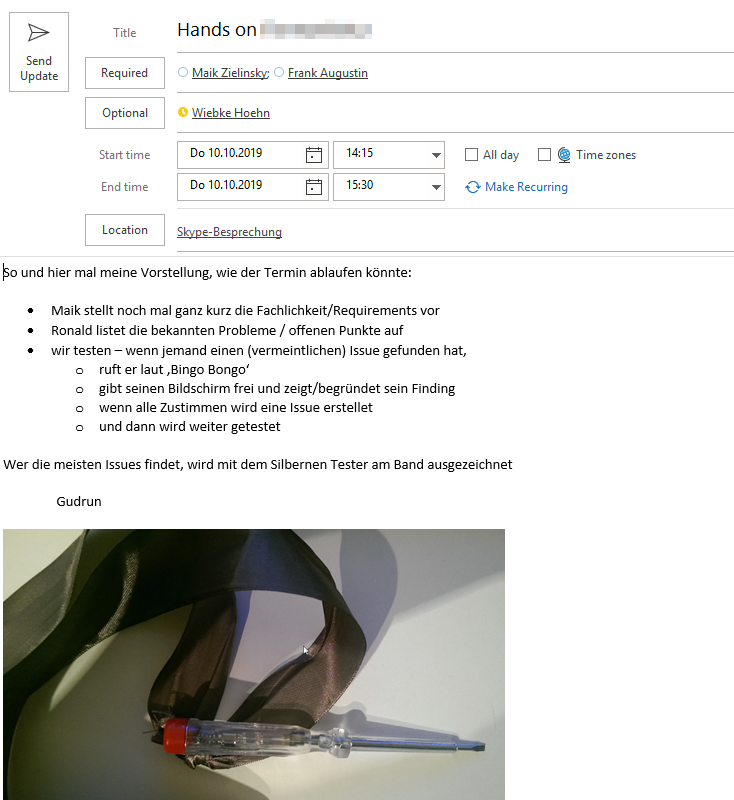 Title
Hands on
Send
Update
Required
Maik Zielinsky; Frank Augustin
Optional
Wiebke Hoehn
Start time
Do 10.10.2019
14:15
All day
Time zones
End time
Do 10.10.2019
15:30
Make Recurring
Location
Skype-Besprechung
So und hier mal meine Vorstellung, wie der Termin ablaufen könnte:
• Maik stellt noch mal ganz kurz die Fachlichkeit/Requirements vor
• Ronald listet die bekannten Probleme / offenen Punkte auf
• wir testen – wenn jemand einen (vermeintlichen) Issue gefunden hat,
o ruft er laut ‚Bingo Bongo‘
o gibt seinen Bildschirm frei und zeigt/begründet sein Finding
o wenn alle Zustimmen wird eine Issue erstellet
o und dann wird weiter getestet
Wer die meisten Issues findet, wird mit dem Silbernen Tester am Band ausgezeichnet
Gudrun